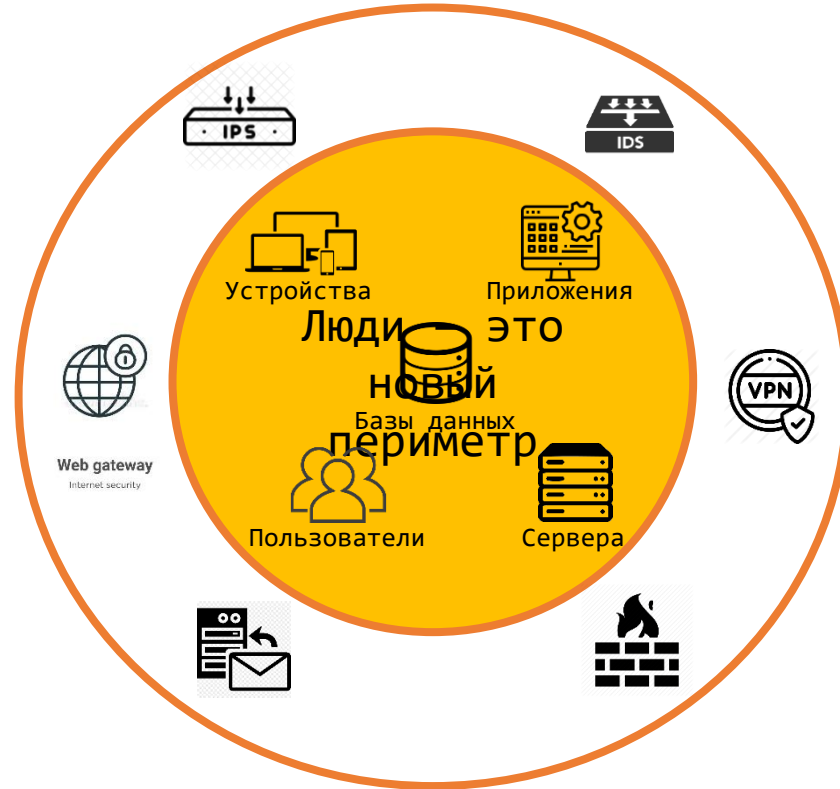 IPS
IDS
Устройства
Приложения
Люди - это
новый
периметр
Базы данных
Web gateway
Internet security
VPN
Пользователи
Сервера